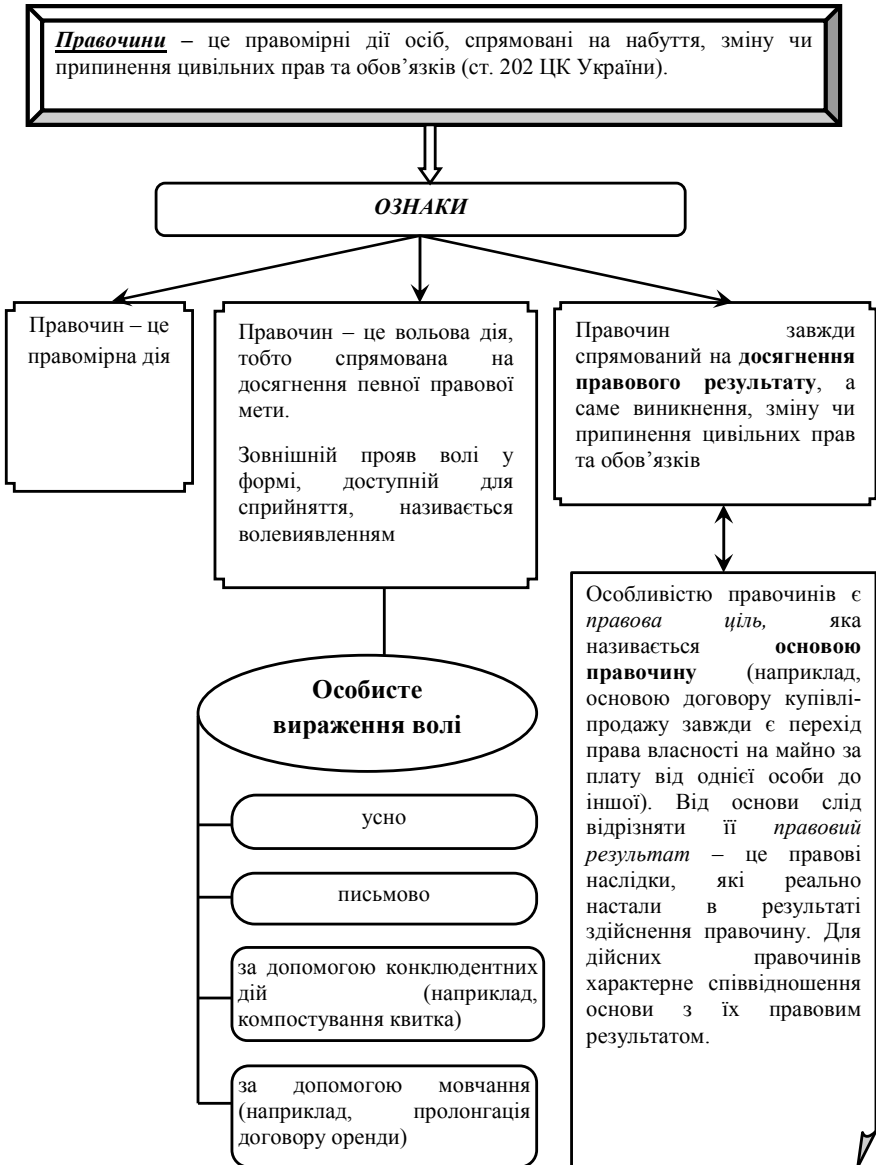 Правочини – це правомірні дії осіб, спрямовані на набуття, зміну чи
припинення цивільних прав та обов’язків (ст. 202 ЦК України).
ОЗНАКИ
Правочин – це
правомірна дія
Правочин – це вольова дія,
тобто спрямована на
досягнення певної правової
мети.
Зовнішній прояв волі у
формі, доступній для
сприйняття, називається
волевиявленням
Правочин завжди
спрямований на досягнення
правового результату, а
саме виникнення, зміну чи
припинення цивільних прав
та обов’язків
Особисте
вираження волі
усно
письмово
за допомогою конклюдентних
дій (наприклад,
компостування квитка)
за допомогою мовчання
(наприклад, пролонгація
договору оренди)
Особливістю правочинів є
правова ціль, яка
називається основою
правочину (наприклад,
основою договору купівлі-
продажу завжди є перехід
права власності на майно за
плату від однієї особи до
іншої). Від основи слід
відрізняти її правовий
результат – це правові
наслідки, які реально
настали в результаті
здійснення правочину. Для
дійсних правочинів
характерне співвідношення
основи з їх правовим
результатом.